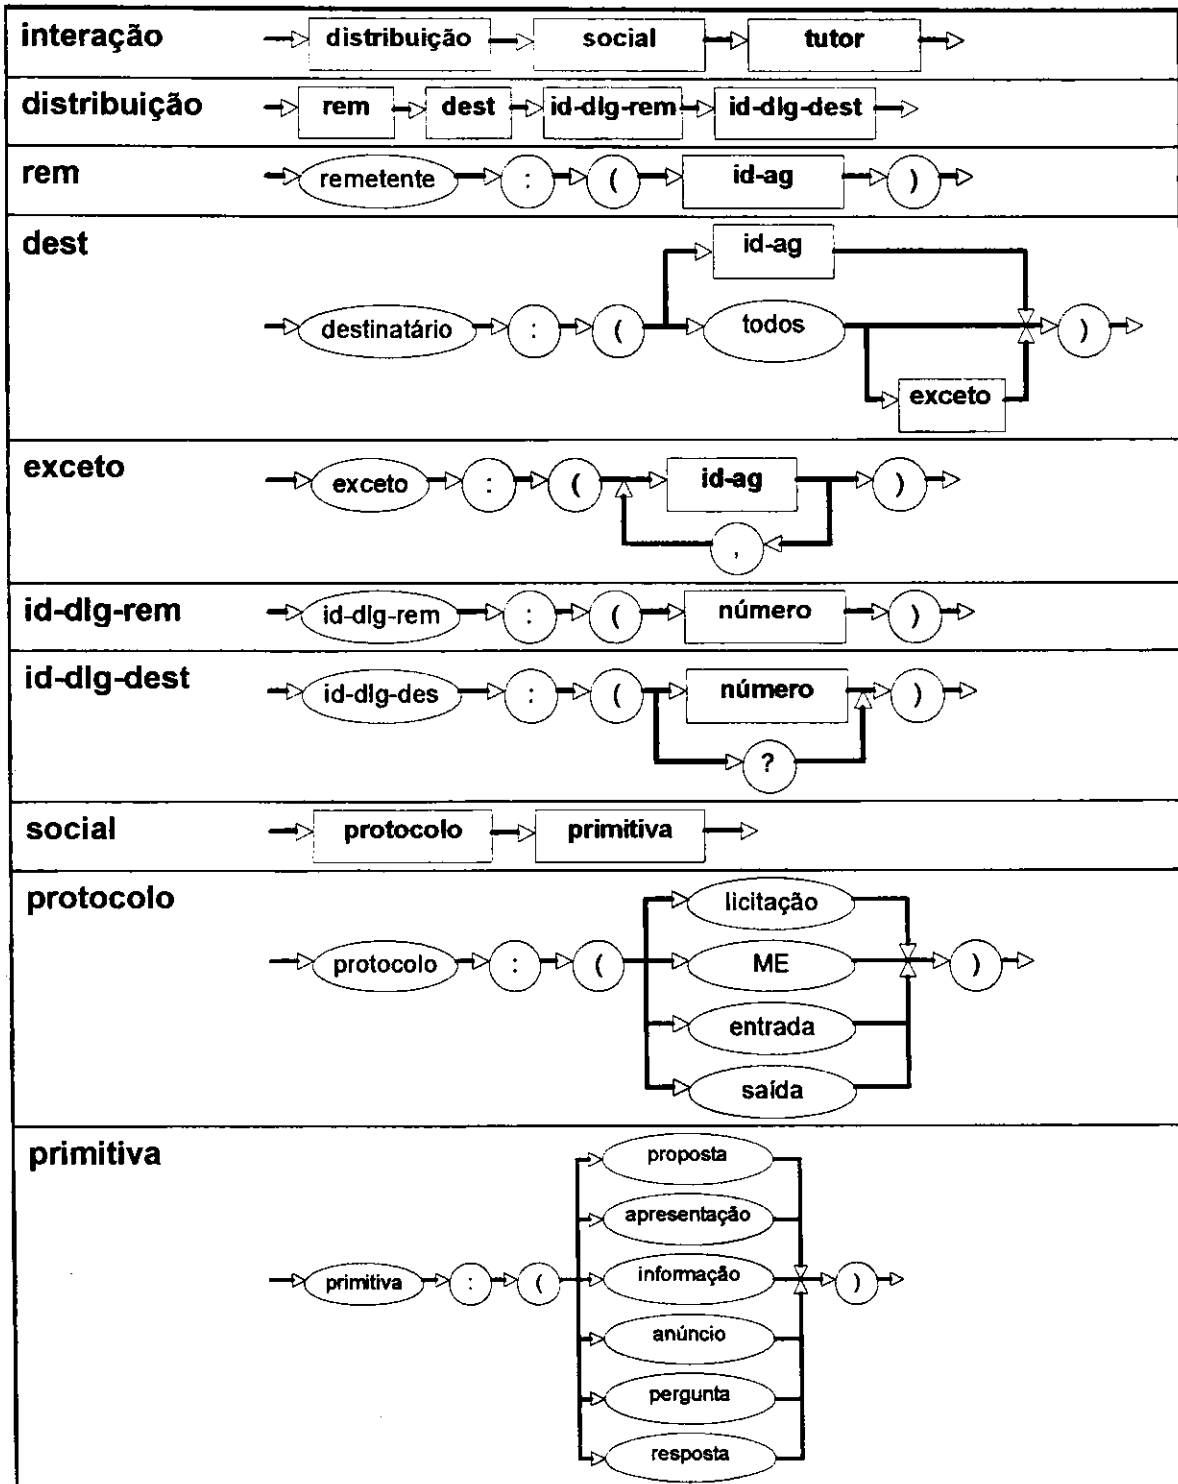 interação distribuição social tutor
distribuição rem dest id-dlg-rem id-dlg-dest
rem remetente : ( id-ag )
dest
id-ag
destinatário : ( todos )
exceto
exceto exceto : ( id-ag )
,
id-dlg-rem id-dlg-rem : ( número )
id-dlg-dest id-dlg-des : ( número )
?
social protocolo primitiva
protocolo
licitação
protocolo : ( ME )
entrada
saída
primitiva
proposta
apresentação
primitiva : ( informação )
anúncio
pergunta
resposta